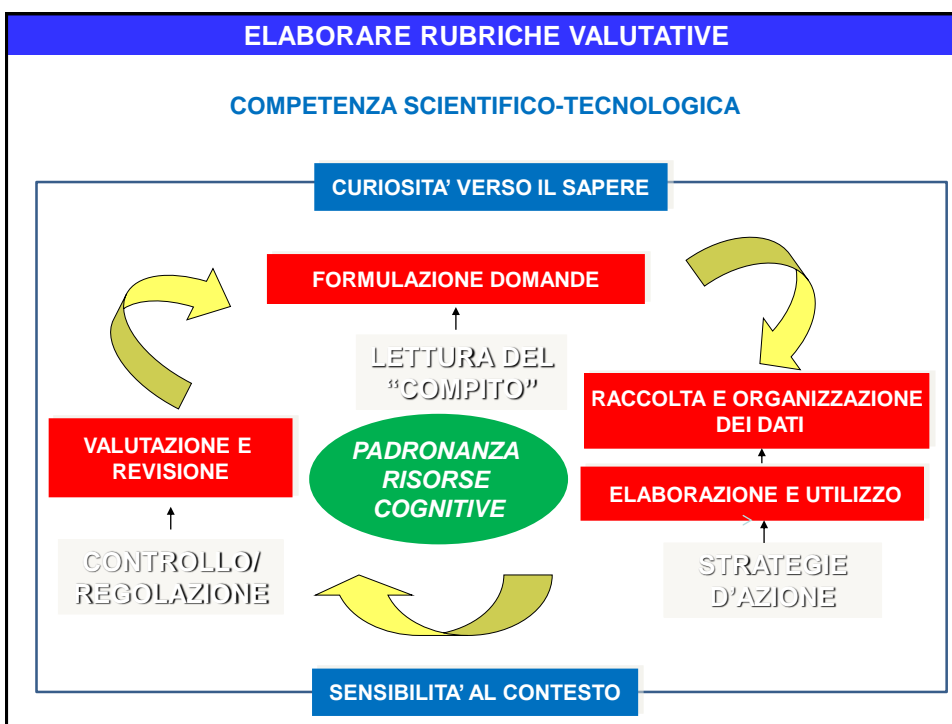 ELABORARE RUBRICHE VALUTATIVE
COMPETENZA SCIENTIFICO-TECNOLOGICA
CURIOSITA’ VERSO IL SAPERE
FORMULAZIONE DOMANDE
LETTURA DEL
“COMPITO”
RACCOLTA E ORGANIZZAZIONE
DEI DATI
VALUTAZIONE E
REVISIONE
PADRONANZA
RISORSE
COGNITIVE
ELABORAZIONE E UTILIZZO
CONTROLLO/
REGOLAZIONE
STRATEGIE
D’AZIONE
SENSIBILITA’ AL CONTESTO